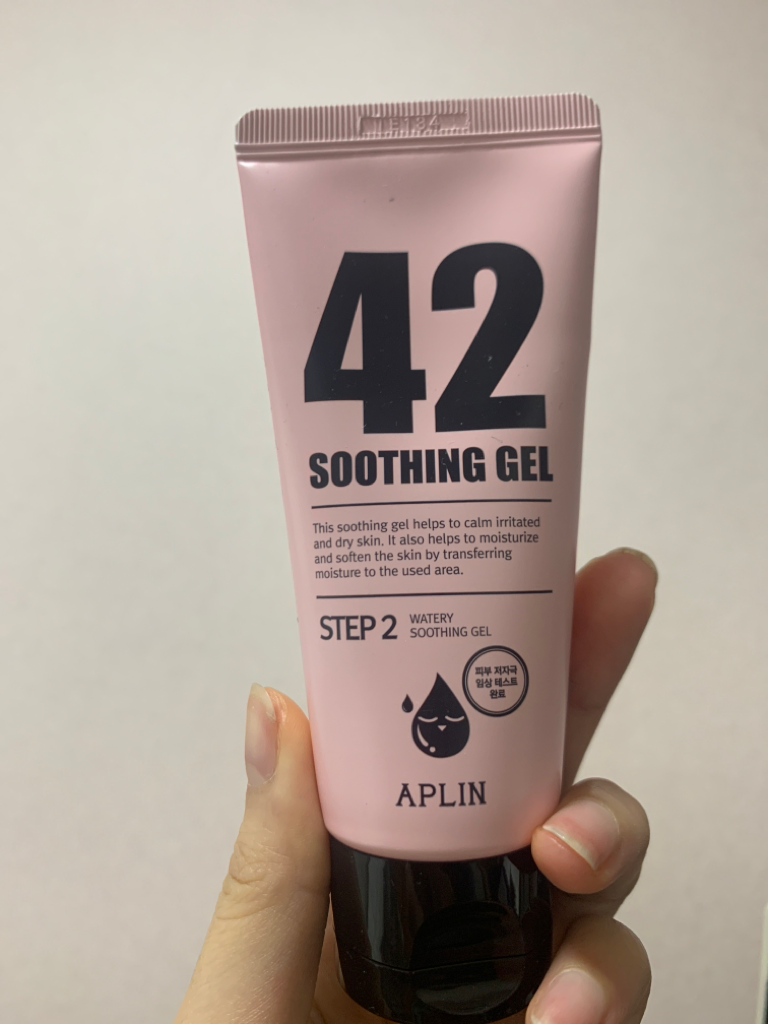 42
SOOTHING GEL
This soothing gel helps to calm irritated
and dry skin. It also helps to moisturize
and soften the skin by transferring
moisture to the used area.
STEP 2 WATERY
SOOTHING GEL
피부 저자극
임상 테스트
완료
APLIN